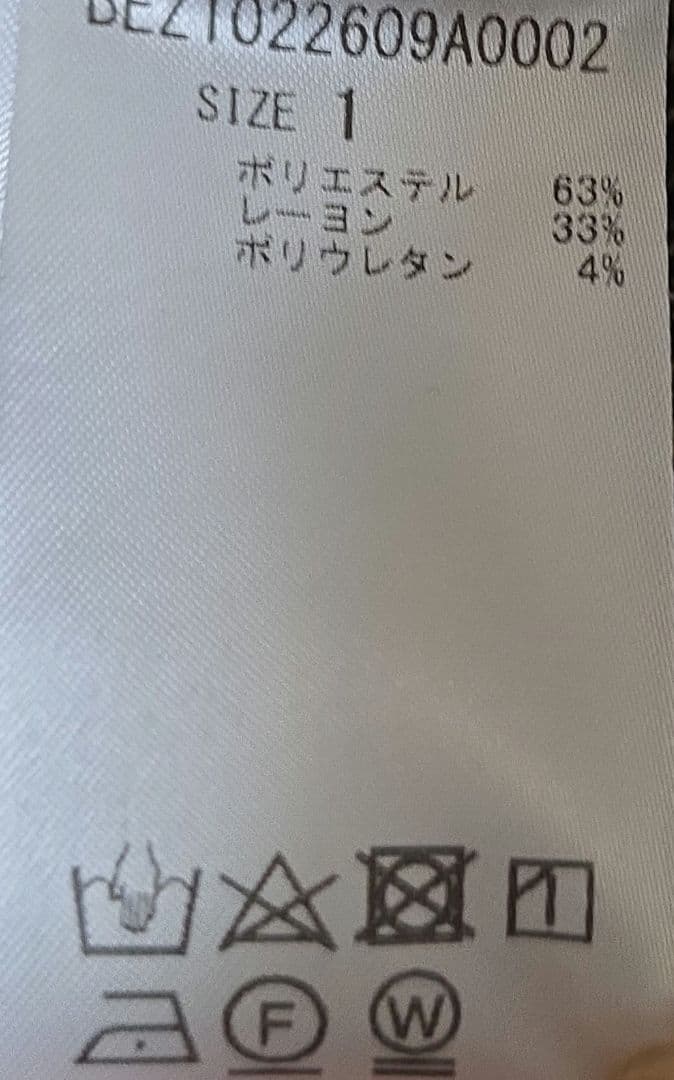 DEZ1022609A0002
SIZE 1
ポリエステル 63%
レーヨン 33%
ポリウレタン 4%
F
W